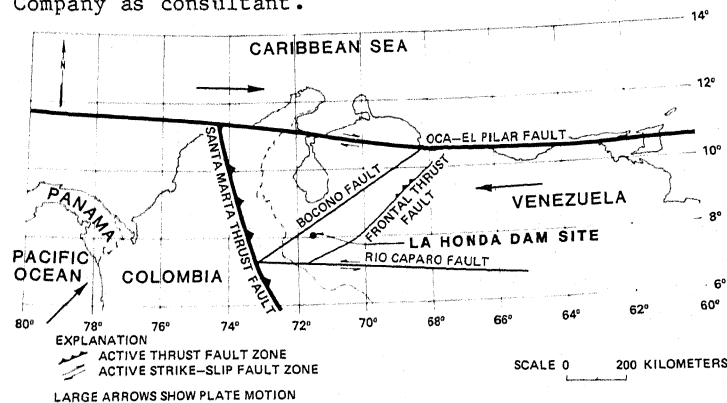 Company as consultant.
14°
CARIBBEAN SEA
N
12°
OCA–EL PILAR FAULT
10°
SANTA MARTA THRUST FAULT
BOCONO FAULT
FRONTAL THRUST FAULT
VENEZUELA
8°
PANAMA
LA HONDA DAM SITE
PACIFIC OCEAN
COLOMBIA
RIO CAPARO FAULT
6°
80° 78° 76° 74° 72° 70° 68° 66° 64° 62° 60°
EXPLANATION
ACTIVE THRUST FAULT ZONE
ACTIVE STRIKE–SLIP FAULT ZONE
SCALE 0 200 KILOMETERS
LARGE ARROWS SHOW PLATE MOTION